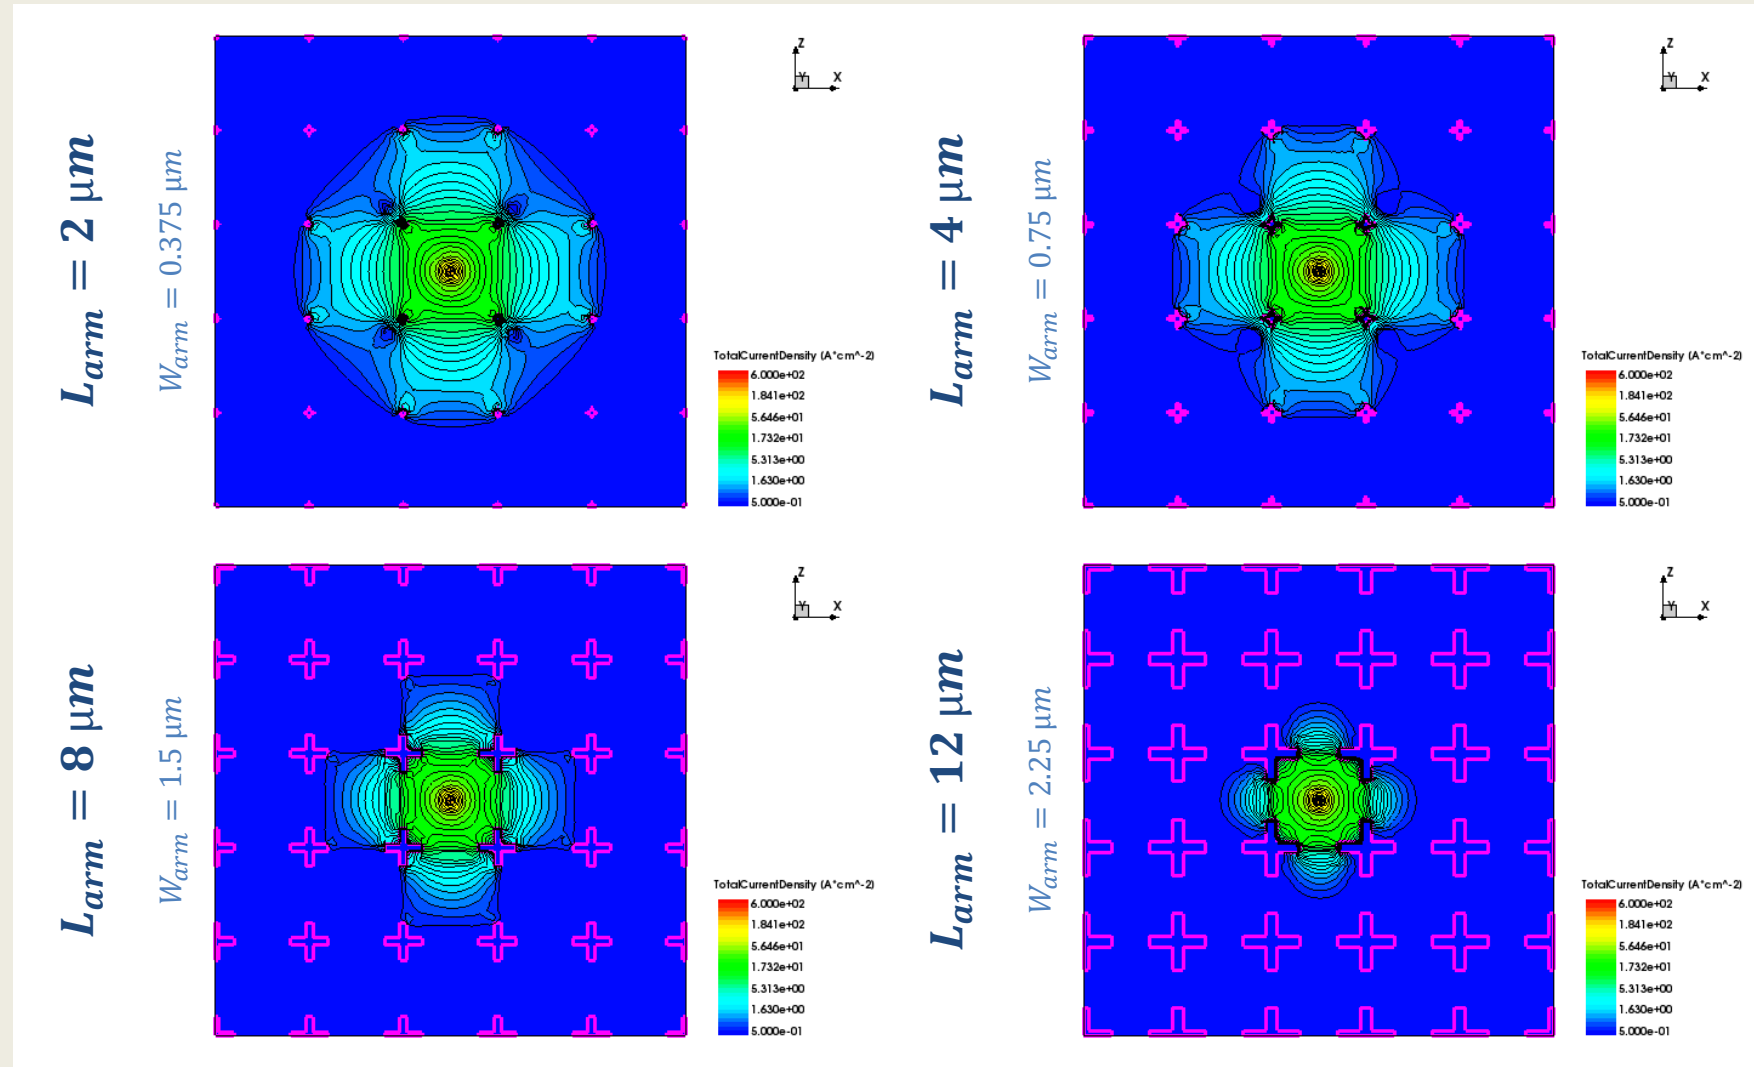 L_arm = 2 μm
W_arm = 0.375 μm
Z
Y X
TotalCurrentDensity (A*cm^-2)
6.000e+02
1.841e+02
5.646e+01
1.732e+01
5.313e+00
1.630e+00
5.000e-01
L_arm = 4 μm
W_arm = 0.75 μm
Z
Y X
TotalCurrentDensity (A*cm^-2)
6.000e+02
1.841e+02
5.646e+01
1.732e+01
5.313e+00
1.630e+00
5.000e-01
L_arm = 8 μm
W_arm = 1.5 μm
Z
Y X
TotalCurrentDensity (A*cm^-2)
6.000e+02
1.841e+02
5.646e+01
1.732e+01
5.313e+00
1.630e+00
5.000e-01
L_arm = 12 μm
W_arm = 2.25 μm
Z
Y X
TotalCurrentDensity (A*cm^-2)
6.000e+02
1.841e+02
5.646e+01
1.732e+01
5.313e+00
1.630e+00
5.000e-01